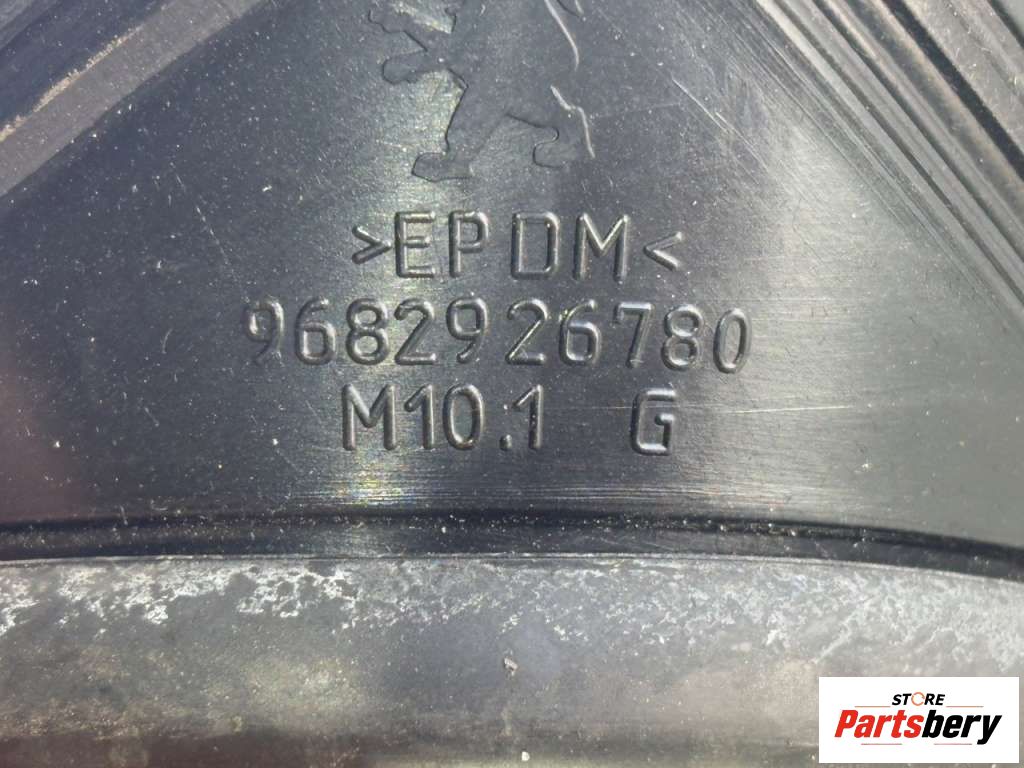 >EPDM<
9682926780
M10.1 G
STORE
Partsbery